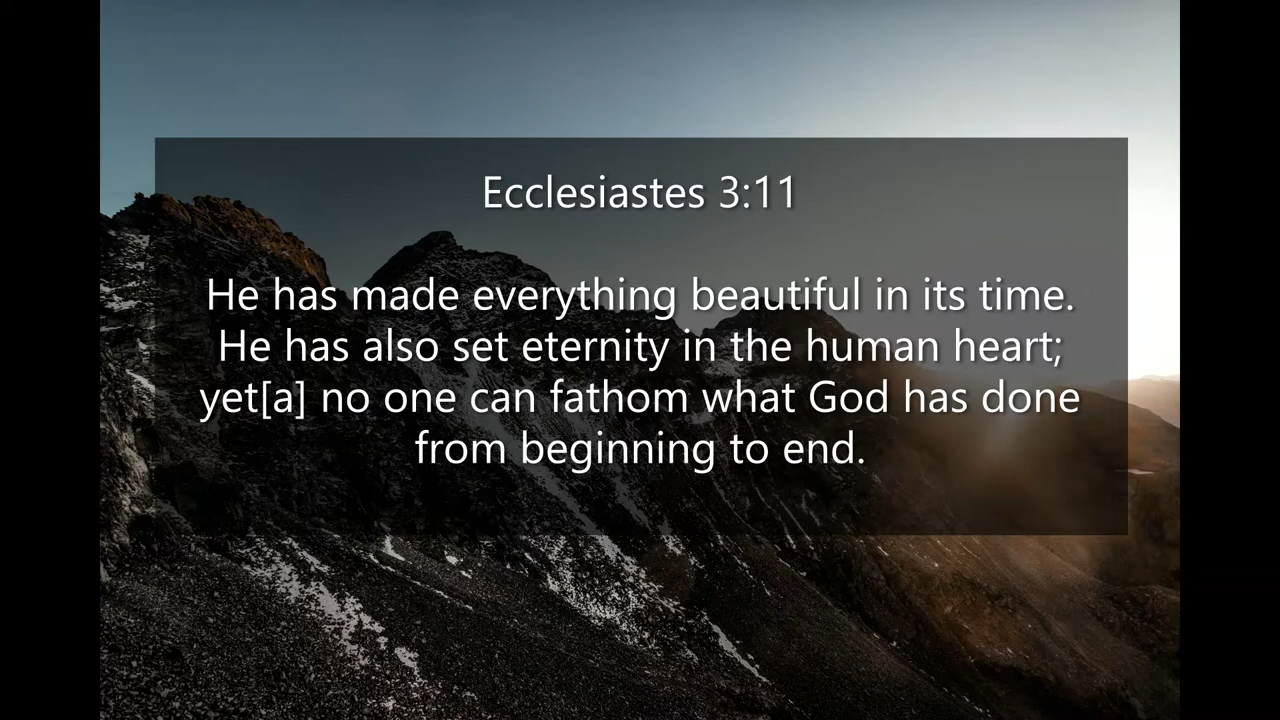 Ecclesiastes 3:11
He has made everything beautiful in its time.
He has also set eternity in the human heart;
yet[a] no one can fathom what God has done
from beginning to end.